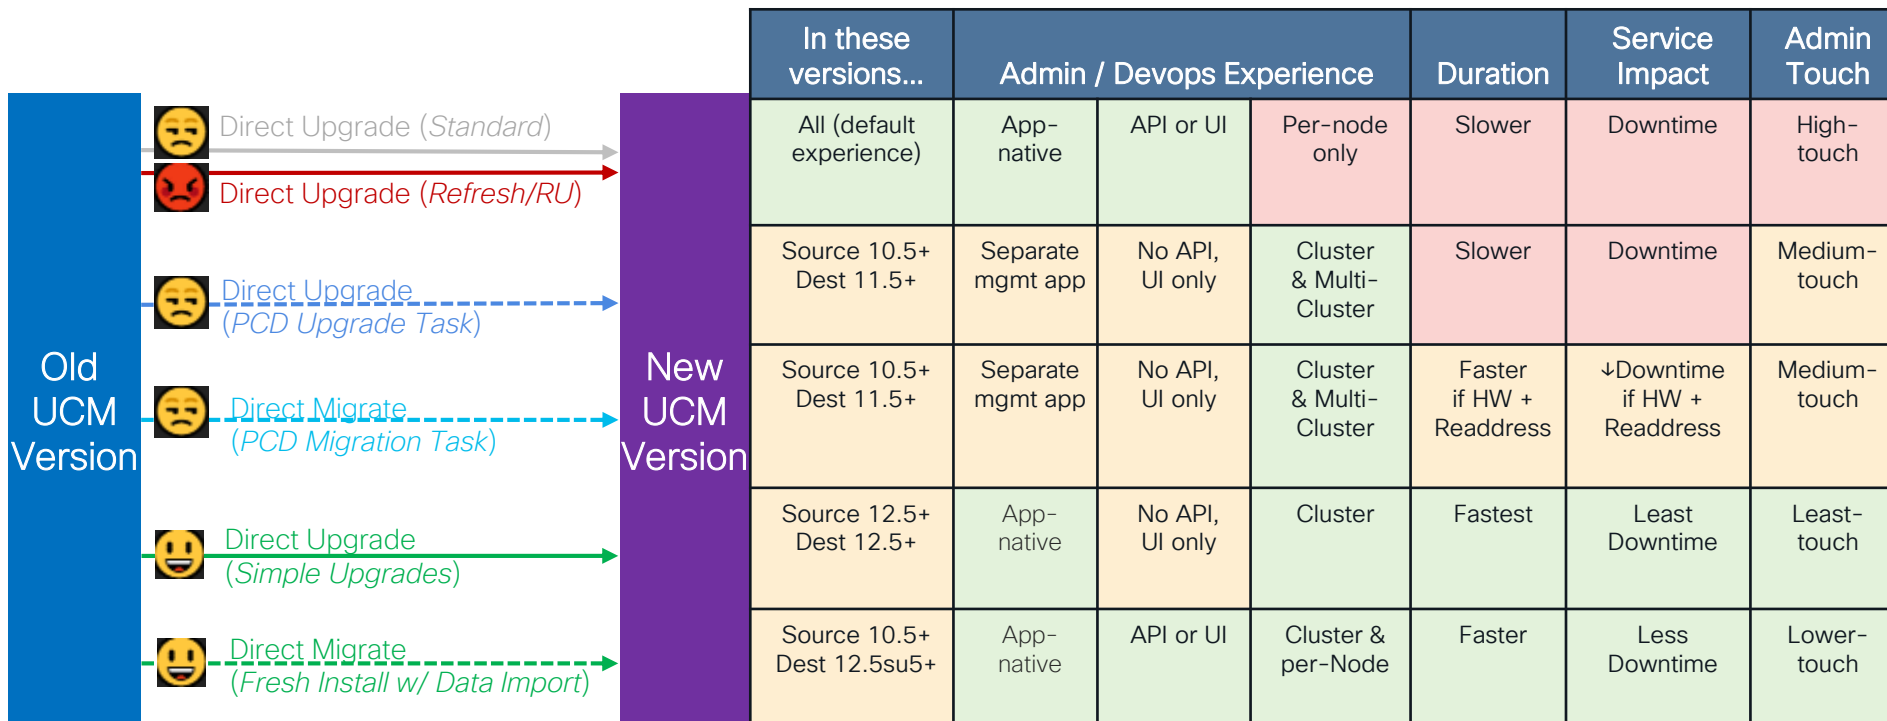 In these
versions...
Admin / Devops Experience
Duration
Service
Impact
Admin
Touch
Old
UCM
Version
New
UCM
Version
Direct Upgrade (Standard)
Direct Upgrade (Refresh/RU)
All (default
experience)
App-
native
API or UI
Per-node
only
Slower
Downtime
High-
touch
Direct Upgrade
(PCD Upgrade Task)
Source 10.5+
Dest 11.5+
Separate
mgmt app
No API,
UI only
Cluster
& Multi-
Cluster
Slower
Downtime
Medium-
touch
Direct Migrate
(PCD Migration Task)
Source 10.5+
Dest 11.5+
Separate
mgmt app
No API,
UI only
Cluster
& Multi-
Cluster
Faster
if HW +
Readdress
↓Downtime
if HW +
Readdress
Medium-
touch
Direct Upgrade
(Simple Upgrades)
Source 12.5+
Dest 12.5+
App-
native
No API,
UI only
Cluster
Fastest
Least
Downtime
Least-
touch
Direct Migrate
(Fresh Install w/ Data Import)
Source 10.5+
Dest 12.5su5+
App-
native
API or UI
Cluster &
per-Node
Faster
Less
Downtime
Lower-
touch